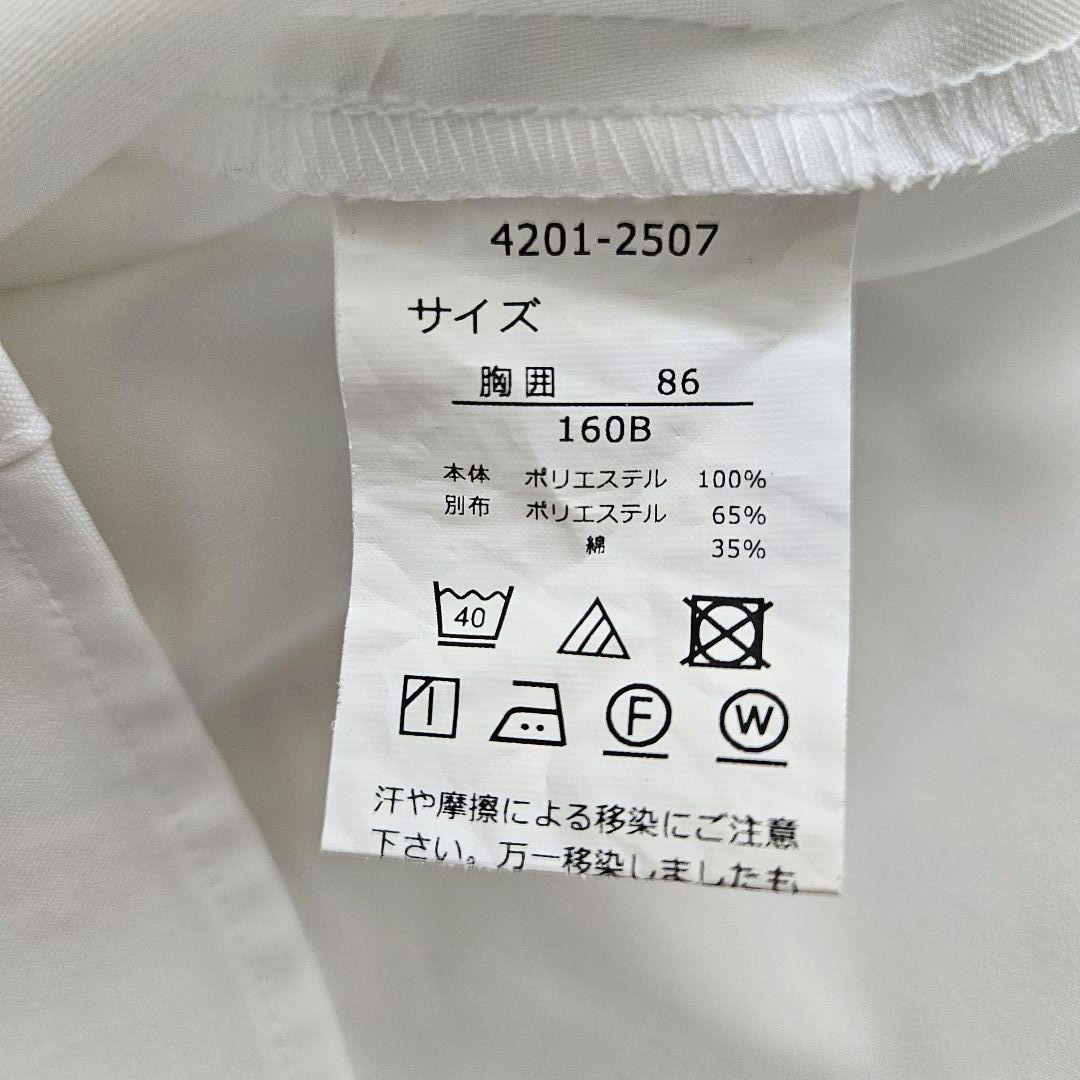 4201-2507
サイズ
胸囲 86
160B
本体 ポリエステル 100%
別布 ポリエステル 65%
綿 35%
40
F W
汗や摩擦による移染にご注意
下さい。万一移染しましたも